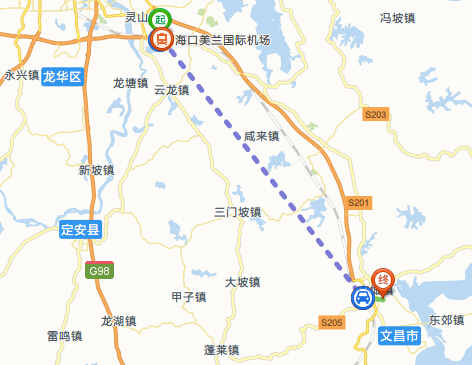 灵山
起
冯坡镇
海口美兰国际机场
永兴镇
龙华区
龙塘镇
云龙镇
S203
咸来镇
新坡镇
S201
三门坡镇
定安县
G98
大坡镇
终
甲子镇
龙湖镇
S205
东郊镇
文昌市
雷鸣镇
蓬莱镇